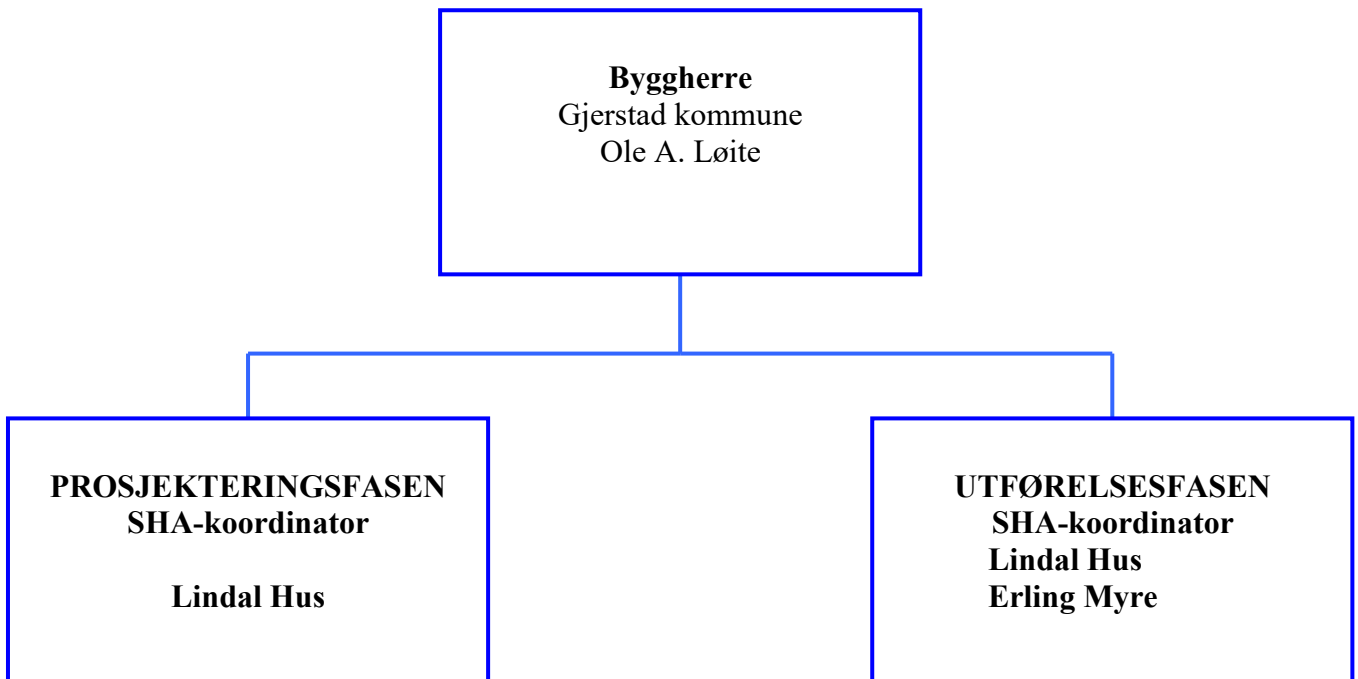 Byggherre
Gjerstad kommune
Ole A. Løite
PROSJEKTERINGSFASEN
SHA-koordinator
Lindal Hus
UTFØRELSESFASEN
SHA-koordinator
Lindal Hus
Erling Myre